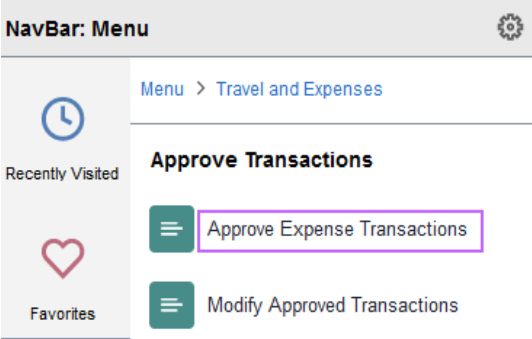 NavBar: Menu
Menu > Travel and Expenses
Recently Visited
Approve Transactions
Approve Expense Transactions
Favorites
Modify Approved Transactions